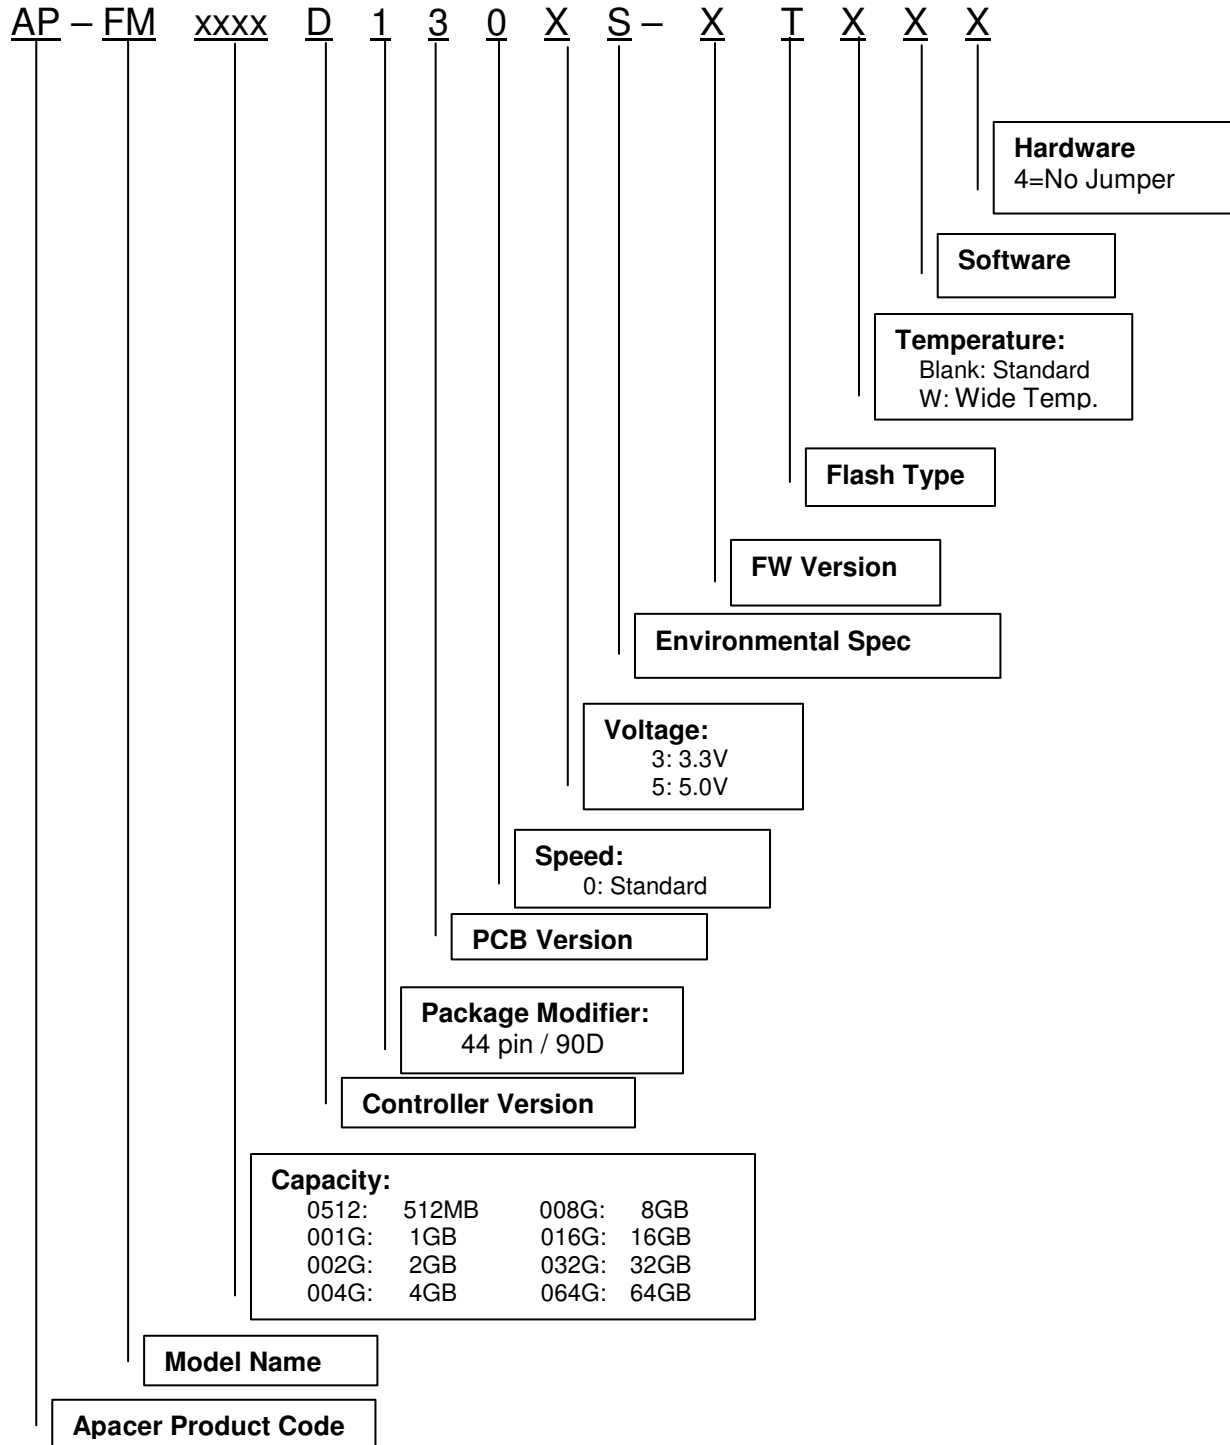 AP – FM xxxx D 1 3 0 X S – X T X X X
Hardware
4=No Jumper
Software
Temperature:
Blank: Standard
W: Wide Temp.
Flash Type
FW Version
Environmental Spec
Voltage:
3: 3.3V
5: 5.0V
Speed:
0: Standard
PCB Version
Package Modifier:
44 pin / 90D
Controller Version
Capacity:
0512: 512MB 008G: 8GB
001G: 1GB 016G: 16GB
002G: 2GB 032G: 32GB
004G: 4GB 064G: 64GB
Model Name
Apacer Product Code